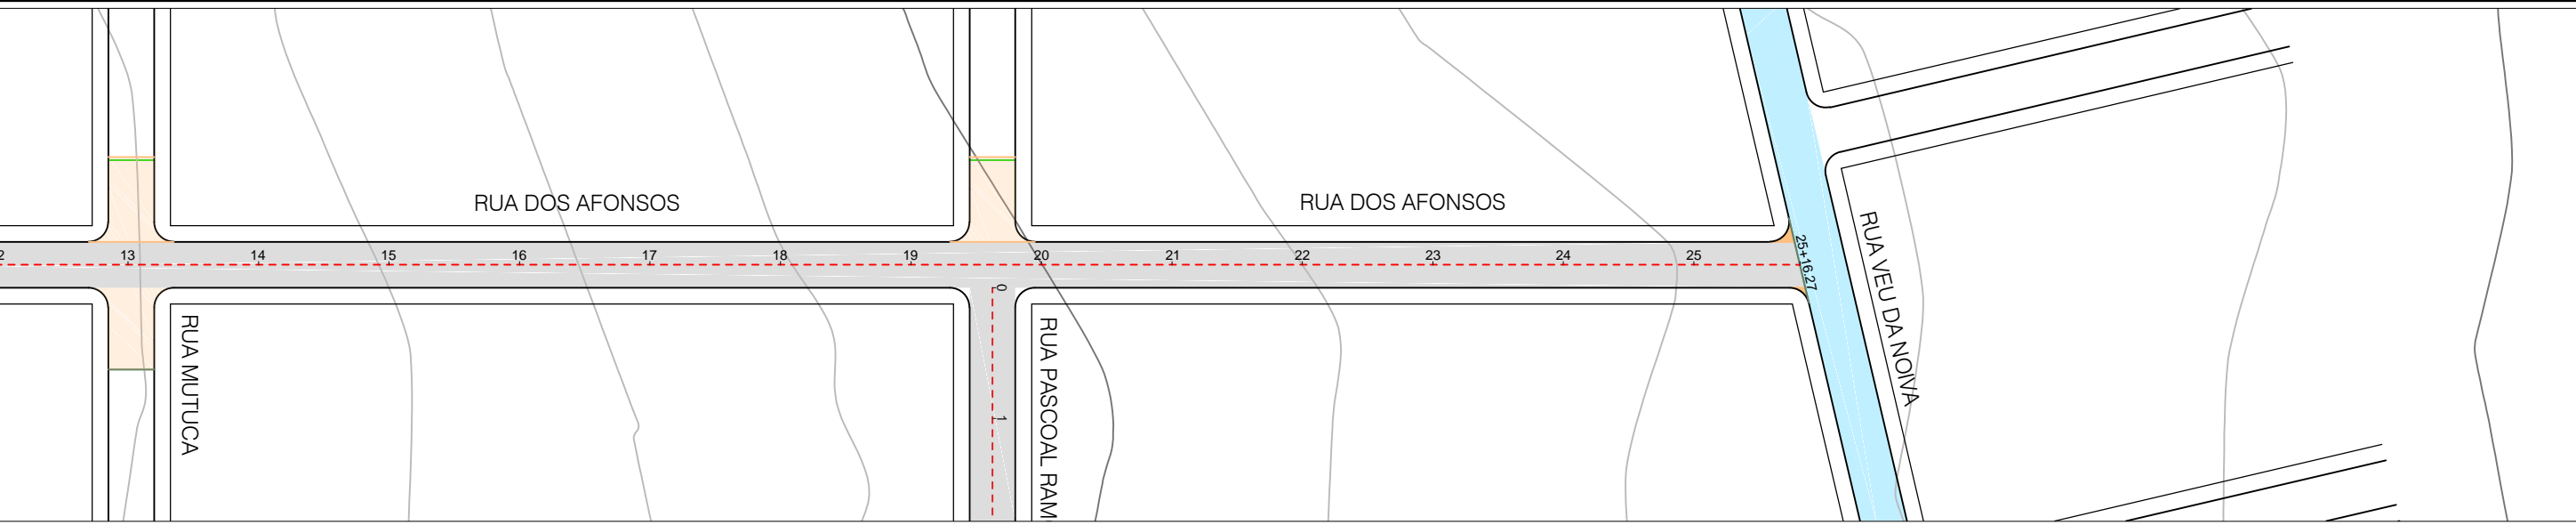 RUA DOS AFONSOS
RUA DOS AFONSOS
2 13 14 15 16 17 18 19 20 21 22 23 24 25
25+16.27
0
1
RUA MUTUCA
RUA PASCOAL RAM
RUA VEU DA NOIVA